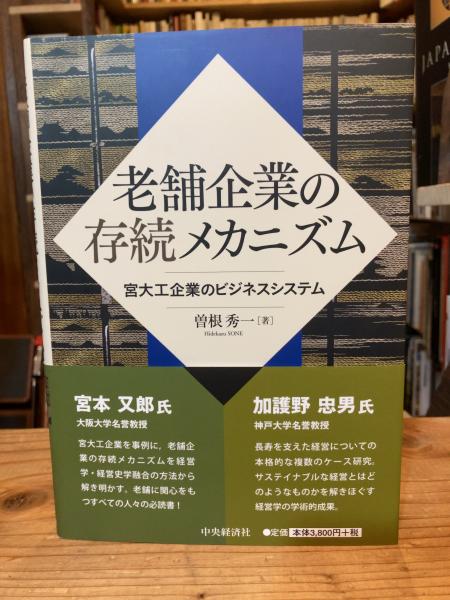 老舗企業の
存続メカニズム
宮大工企業のビジネスシステム
曽根 秀一 [著]
Hidekazu SONE
宮本 又郎 氏
大阪大学名誉教授
宮大工企業を事例に，老舗企
業の存続メカニズムを経営
学・経営史学融合の方法から
解き明かす。老舗に関心をも
つすべての人々の必読書！
加護野 忠男 氏
神戸大学名誉教授
長寿を支えた経営についての
本格的な複数のケース研究。
サステイナブルな経営とはど
のようなものかを解きほぐす
経営学の学術的成果。
中央経済社
●定価 本体3,800円+税
JAPA